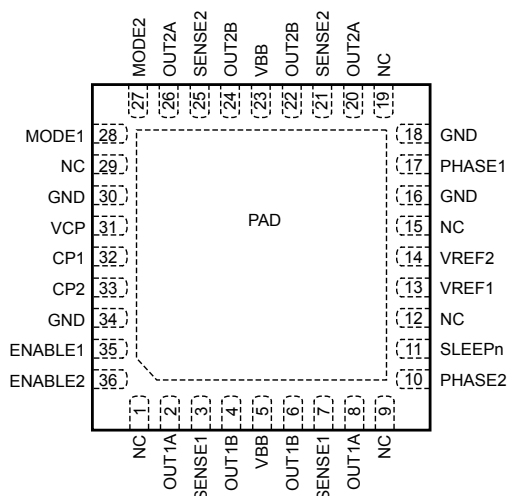 MODE2 OUT2A SENSE2 OUT2B VBB OUT2B SENSE2 OUT2A NC
27 26 25 24 23 22 21 20 19
MODE1 28 18 GND
NC 29 17 PHASE1
GND 30 16 GND
VCP 31 PAD 15 NC
CP1 32 14 VREF2
CP2 33 13 VREF1
GND 34 12 NC
ENABLE1 35 11 SLEEPn
ENABLE2 36 10 PHASE2
1 2 3 4 5 6 7 8 9
NC OUT1A SENSE1 OUT1B VBB OUT1B SENSE1 OUT1A NC